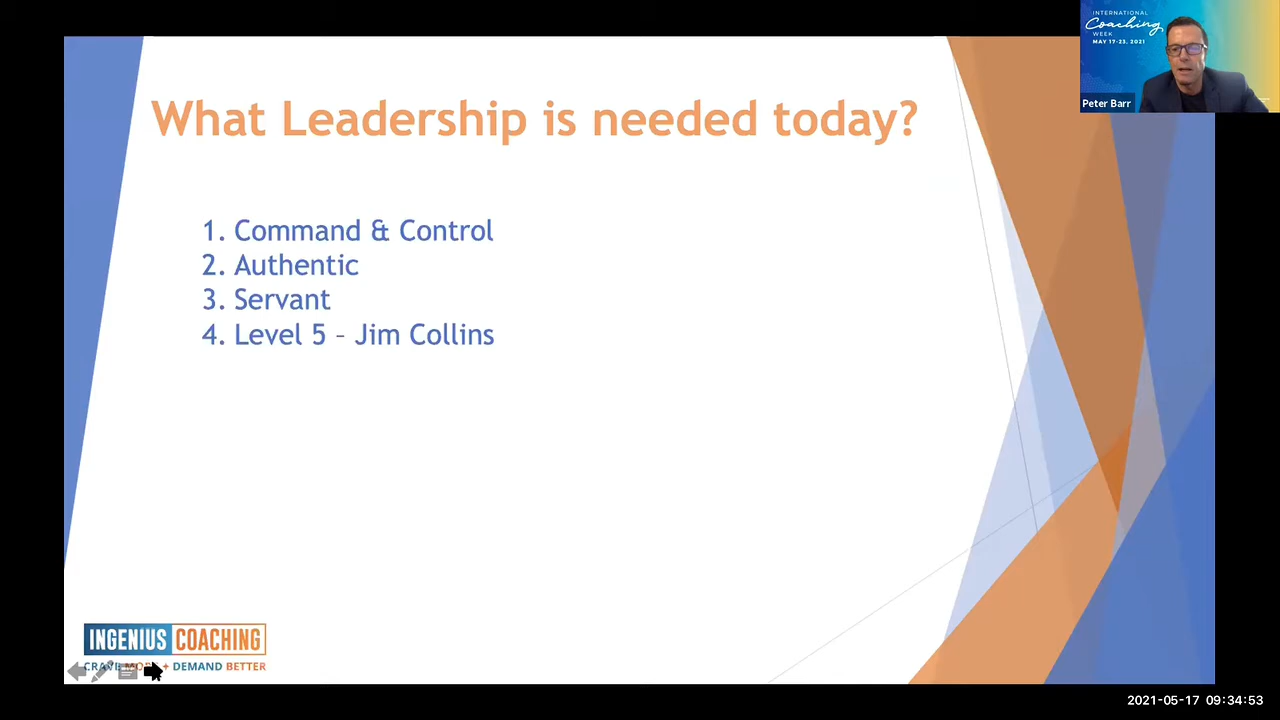 What Leadership is needed today?
1. Command & Control
2. Authentic
3. Servant
4. Level 5 – Jim Collins
INTERNATIONAL
Coaching
WEEK
MAY 17-23, 2021
Peter Barr
INGENIUS COACHING
CRAVE MORE + DEMAND BETTER
2021-05-17 09:34:53